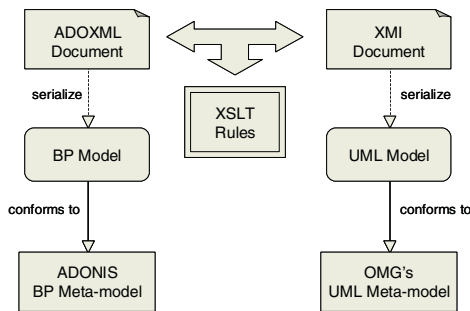 ADOXML
Document
XMI
Document
serialize
XSLT
Rules
serialize
BP Model
UML Model
conforms to
conforms to
ADONIS
BP Meta-model
OMG's
UML Meta-model